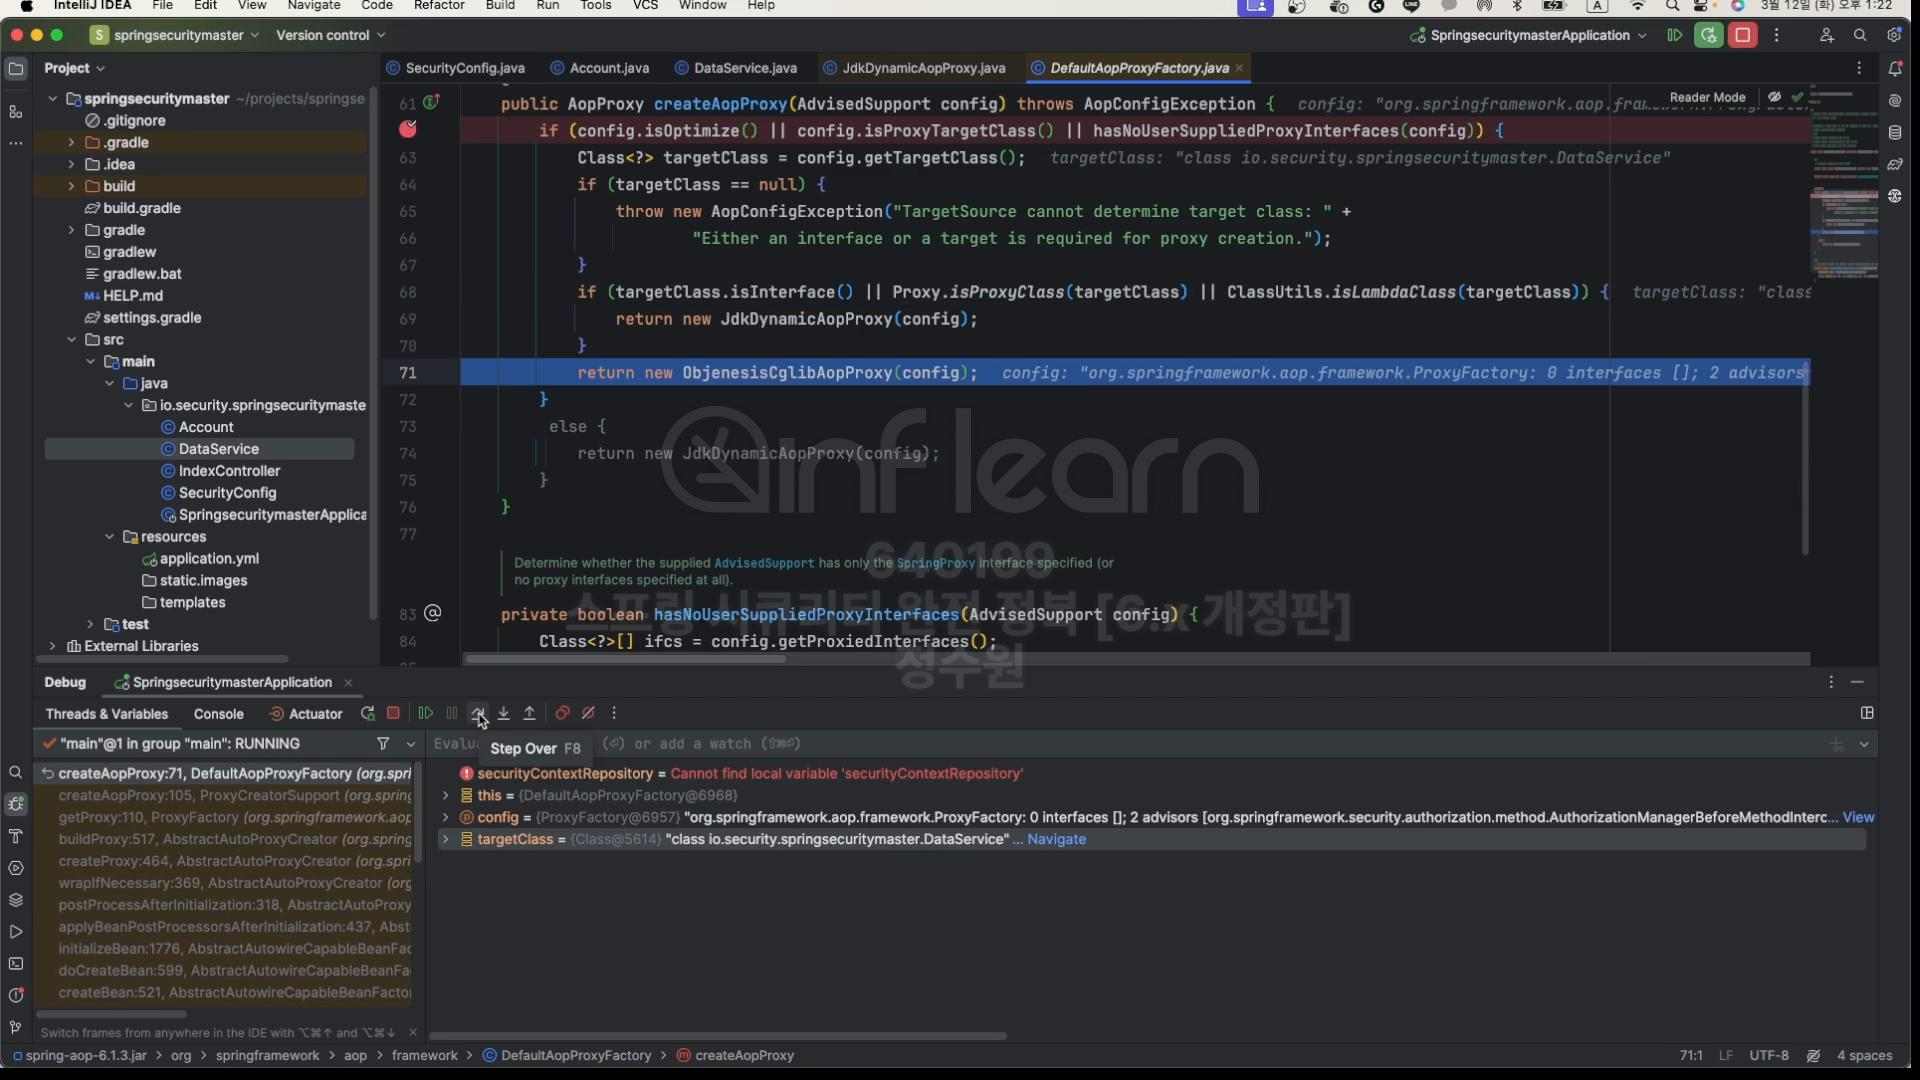 IntelliJ IDEA File Edit View Navigate Code Refactor Build Run Tools VCS Window Help
3월 12일 (화) 오후 1:22
S springsecuritymaster Version control
SpringsecuritymasterApplication
Project
springsecuritymaster ~/projects/springse
.gitignore
.gradle
.idea
build
build.gradle
gradle
gradlew
gradlew.bat
M↓ HELP.md
settings.gradle
src
main
java
io.security.springsecuritymaste
Account
DataService
IndexController
SecurityConfig
SpringsecuritymasterApplica
resources
application.yml
static.images
templates
test
External Libraries
SecurityConfig.java Account.java DataService.java JdkDynamicAopProxy.java DefaultAopProxyFactory.java
Reader Mode
61 public AopProxy createAopProxy(AdvisedSupport config) throws AopConfigException { config: "org.springframework.aop.fra
if (config.isOptimize() || config.isProxyTargetClass() || hasNoUserSuppliedProxyInterfaces(config)) {
63 Class<?> targetClass = config.getTargetClass(); targetClass: "class io.security.springsecuritymaster.DataService"
64 if (targetClass == null) {
65 throw new AopConfigException("TargetSource cannot determine target class: " +
66 "Either an interface or a target is required for proxy creation.");
67 }
68 if (targetClass.isInterface() || Proxy.isProxyClass(targetClass) || ClassUtils.isLambdaClass(targetClass)) { targetClass: "class
69 return new JdkDynamicAopProxy(config);
70 }
71 return new ObjenesisCglibAopProxy(config); config: "org.springframework.aop.framework.ProxyFactory: 0 interfaces []; 2 advisors
72 }
73 else {
74 return new JdkDynamicAopProxy(config);
75 }
76 }
77
Determine whether the supplied AdvisedSupport has only the SpringProxy interface specified (or
no proxy interfaces specified at all).
83 @ private boolean hasNoUserSuppliedProxyInterfaces(AdvisedSupport config) {
84 Class<?>[] ifcs = config.getProxiedInterfaces();
inflearn
640199
스프링 시큐리티 완전 정복 [6.x 개정판]
정수원
Debug SpringsecuritymasterApplication
Threads & Variables Console Actuator
"main"@1 in group "main": RUNNING
Evalu (⏎) or add a watch (⇧⌘⏎)
Step Over F8
createAopProxy:71, DefaultAopProxyFactory (org.spri
createAopProxy:105, ProxyCreatorSupport (org.spring
getProxy:110, ProxyFactory (org.springframework.aop
buildProxy:517, AbstractAutoProxyCreator (org.spring
createProxy:464, AbstractAutoProxyCreator (org.sprin
wrapIfNecessary:369, AbstractAutoProxyCreator (org
postProcessAfterInitialization:318, AbstractAutoProxy
applyBeanPostProcessorsAfterInitialization:437, Abst
initializeBean:1776, AbstractAutowireCapableBeanFac
doCreateBean:599, AbstractAutowireCapableBeanFa
createBean:521, AbstractAutowireCapableBeanFactor
securityContextRepository = Cannot find local variable 'securityContextRepository'
this = {DefaultAopProxyFactory@6968}
config = {ProxyFactory@6957} "org.springframework.aop.framework.ProxyFactory: 0 interfaces []; 2 advisors [org.springframework.security.authorization.method.AuthorizationManagerBeforeMethodInterc... View
targetClass = {Class@5614} "class io.security.springsecuritymaster.DataService" ... Navigate
Switch frames from anywhere in the IDE with ⌥⌘↑ and ⌥⌘↓
spring-aop-6.1.3.jar > org > springframework > aop > framework > DefaultAopProxyFactory > createAopProxy
71:1 LF UTF-8 4 spaces